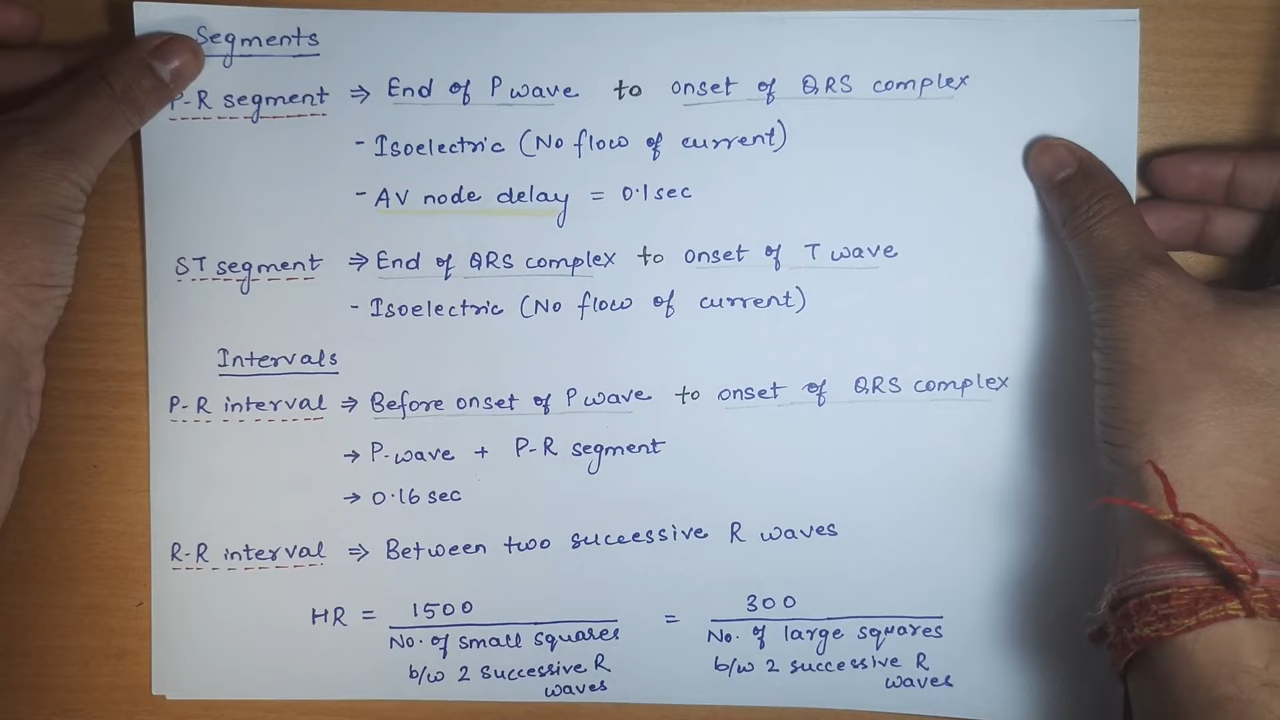 Segments
P-R segment ⇒ End of P wave to onset of QRS complex
- Isoelectric (No flow of current)
- AV node delay = 0.1 sec
ST segment ⇒ End of QRS complex to onset of T wave
- Isoelectric (No flow of current)
Intervals
P-R interval ⇒ Before onset of P wave to onset of QRS complex
→ P-wave + P-R segment
→ 0.16 sec
R-R interval ⇒ Between two successive R waves
HR = 1500 = 300
No. of small squares No. of large squares
b/w 2 successive R b/w 2 successive R
waves waves